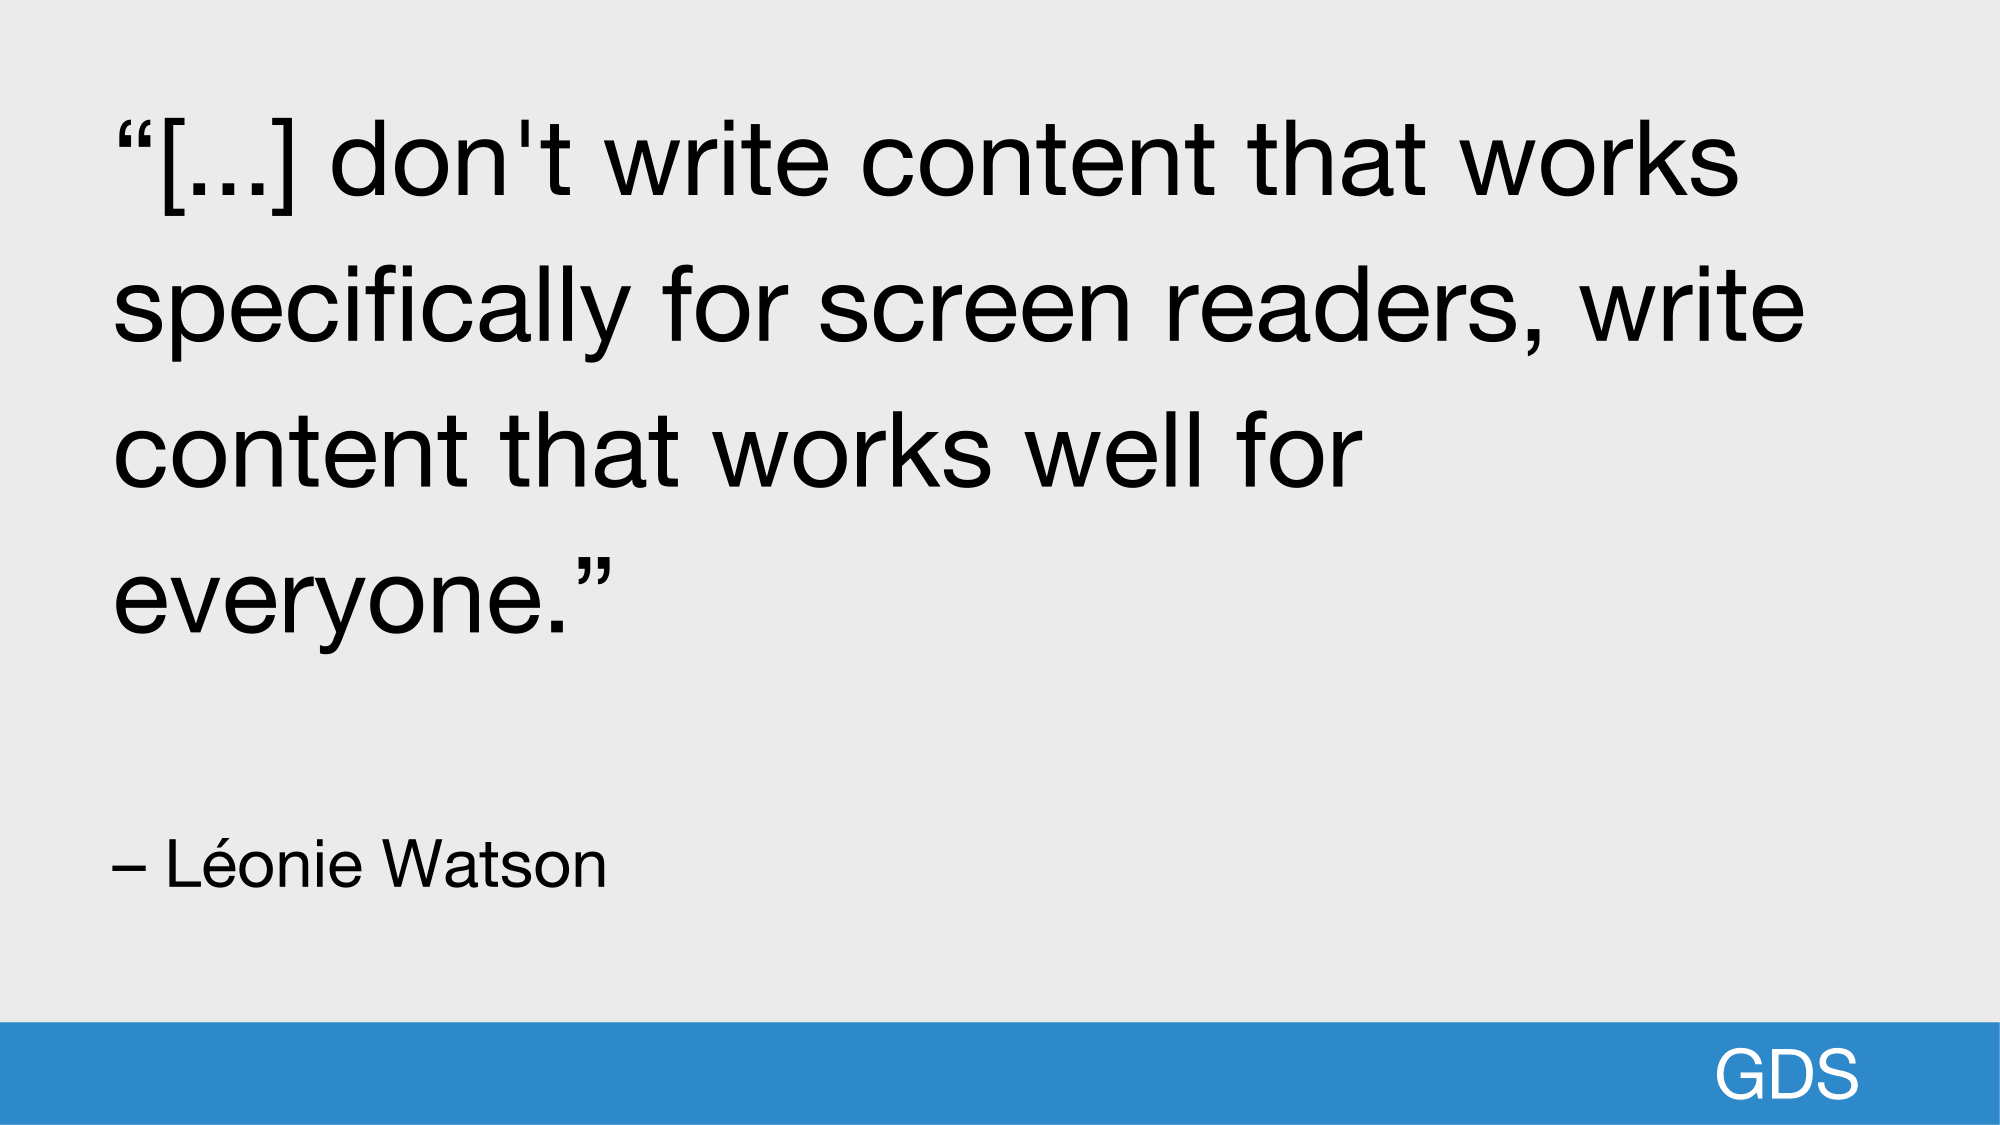 “[...] don't write content that works
specifically for screen readers, write
content that works well for
everyone.”
– Léonie Watson
GDS